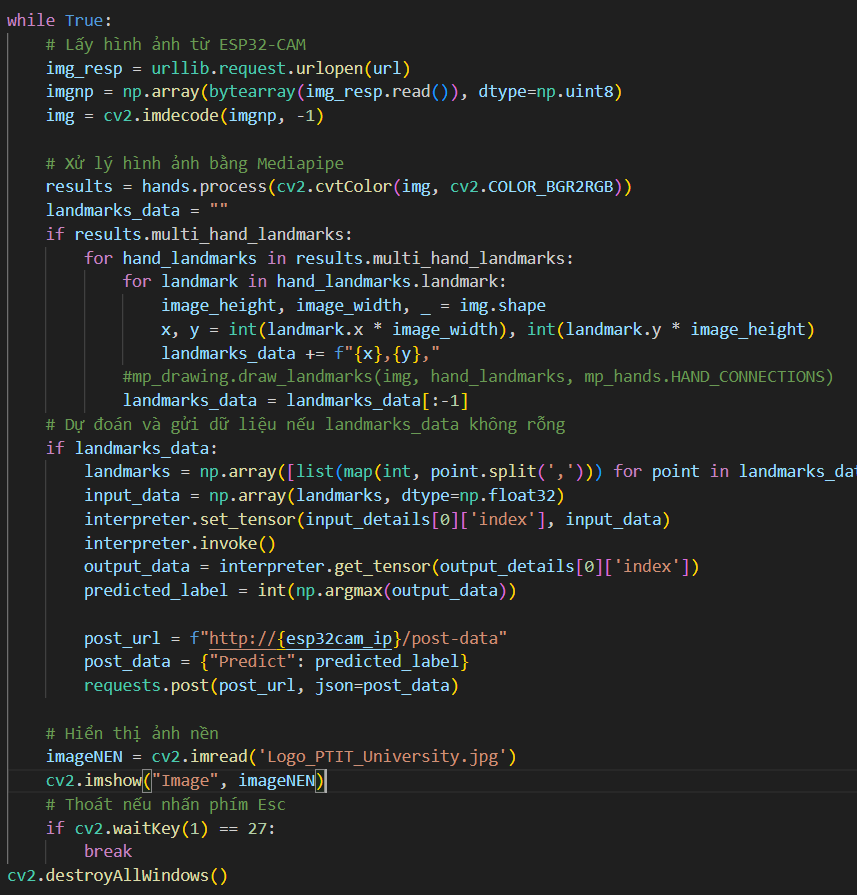 while True:
    # Lấy hình ảnh từ ESP32-CAM
    img_resp = urllib.request.urlopen(url)
    imgnp = np.array(bytearray(img_resp.read()), dtype=np.uint8)
    img = cv2.imdecode(imgnp, -1)

    # Xử lý hình ảnh bằng Mediapipe
    results = hands.process(cv2.cvtColor(img, cv2.COLOR_BGR2RGB))
    landmarks_data = ""
    if results.multi_hand_landmarks:
        for hand_landmarks in results.multi_hand_landmarks:
            for landmark in hand_landmarks.landmark:
                image_height, image_width, _ = img.shape
                x, y = int(landmark.x * image_width), int(landmark.y * image_height)
                landmarks_data += f"{x},{y},"
            #mp_drawing.draw_landmarks(img, hand_landmarks, mp_hands.HAND_CONNECTIONS)
            landmarks_data = landmarks_data[:-1]
    # Dự đoán và gửi dữ liệu nếu landmarks_data không rỗng
    if landmarks_data:
        landmarks = np.array([list(map(int, point.split(','))) for point in landmarks_dat
        input_data = np.array(landmarks, dtype=np.float32)
        interpreter.set_tensor(input_details[0]['index'], input_data)
        interpreter.invoke()
        output_data = interpreter.get_tensor(output_details[0]['index'])
        predicted_label = int(np.argmax(output_data))

        post_url = f"http://{esp32cam_ip}/post-data"
        post_data = {"Predict": predicted_label}
        requests.post(post_url, json=post_data)

    # Hiển thị ảnh nền
    imageNEN = cv2.imread('Logo_PTIT_University.jpg')
    cv2.imshow("Image", imageNEN)
    # Thoát nếu nhấn phím Esc
    if cv2.waitKey(1) == 27:
        break
cv2.destroyAllWindows()